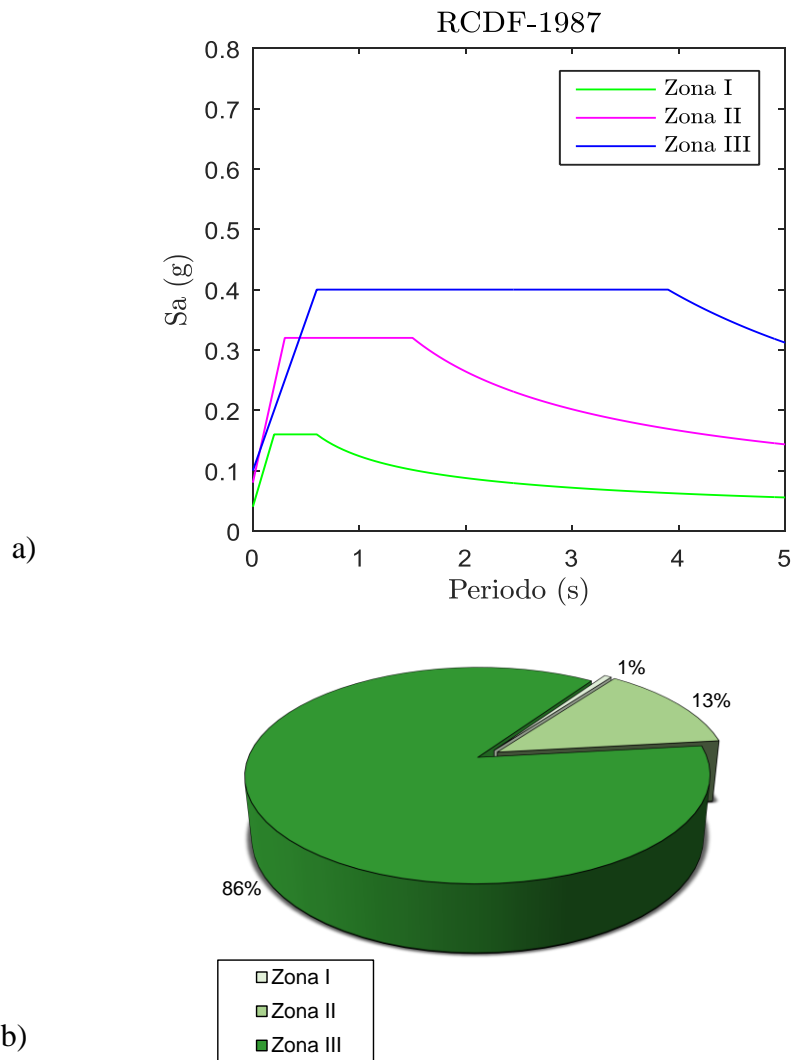 RCDF-1987
0.8
0.7
0.6
0.5
0.4
0.3
0.2
0.1
0
Sa (g)
Zona I
Zona II
Zona III
0 1 2 3 4 5
Periodo (s)
a)
1%
13%
86%
Zona I
Zona II
Zona III
b)